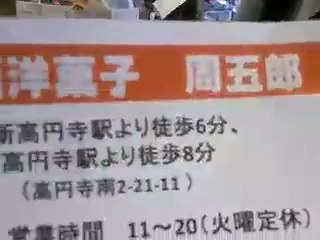 洋菓子 周五郎
新高円寺駅より徒歩6分、
高円寺駅より徒歩8分
（高円寺南2-21-11）
営業時間 11～20（火曜定休）